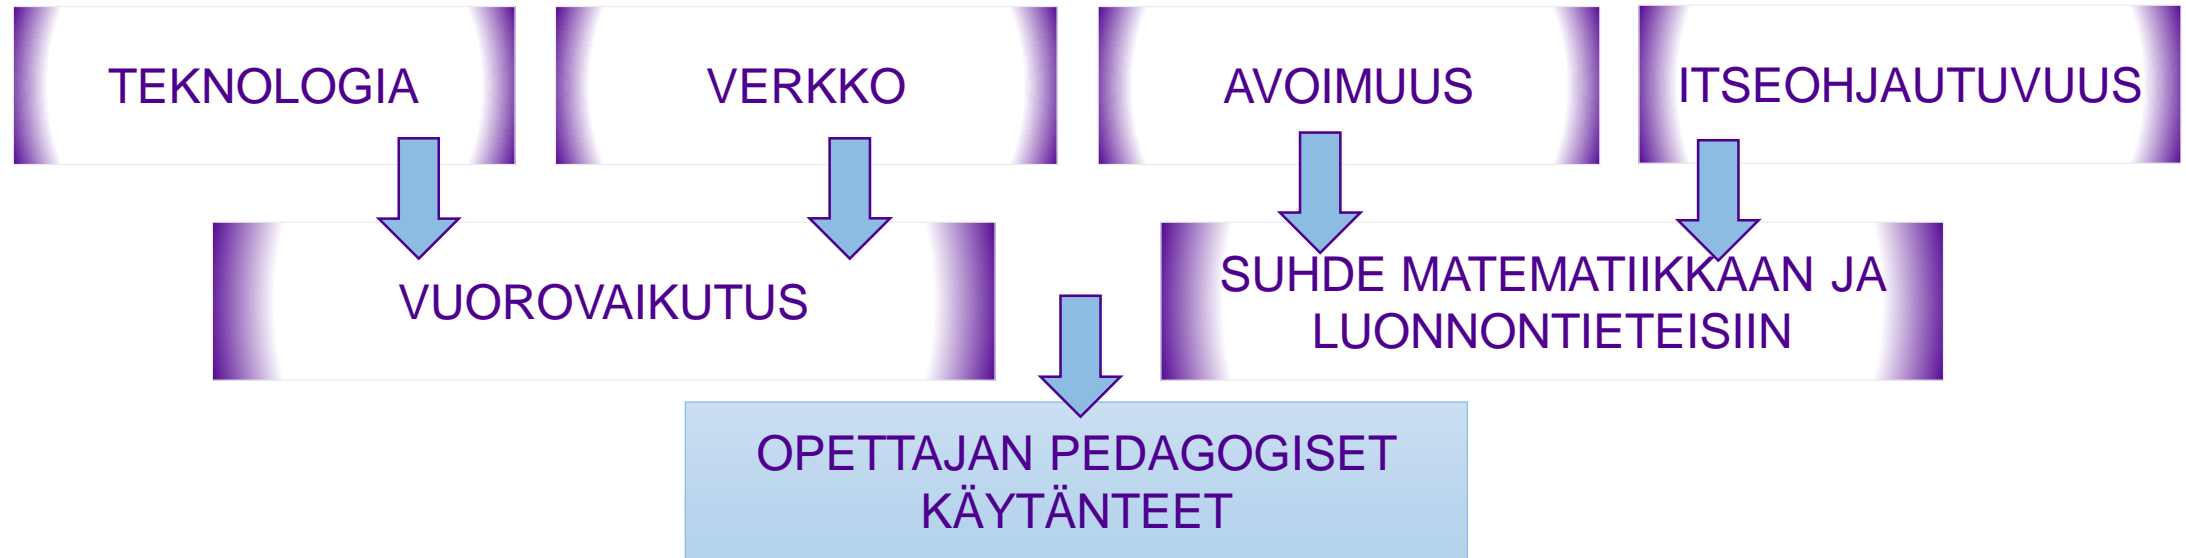 TEKNOLOGIA
VERKKO
AVOIMUUS
ITSEOHJAUTUVUUS
VUOROVAIKUTUS
SUHDE MATEMATIIKKAAN JA
LUONNONTIETEISIIN
OPETTAJAN PEDAGOGISET
KÄYTÄNTEET